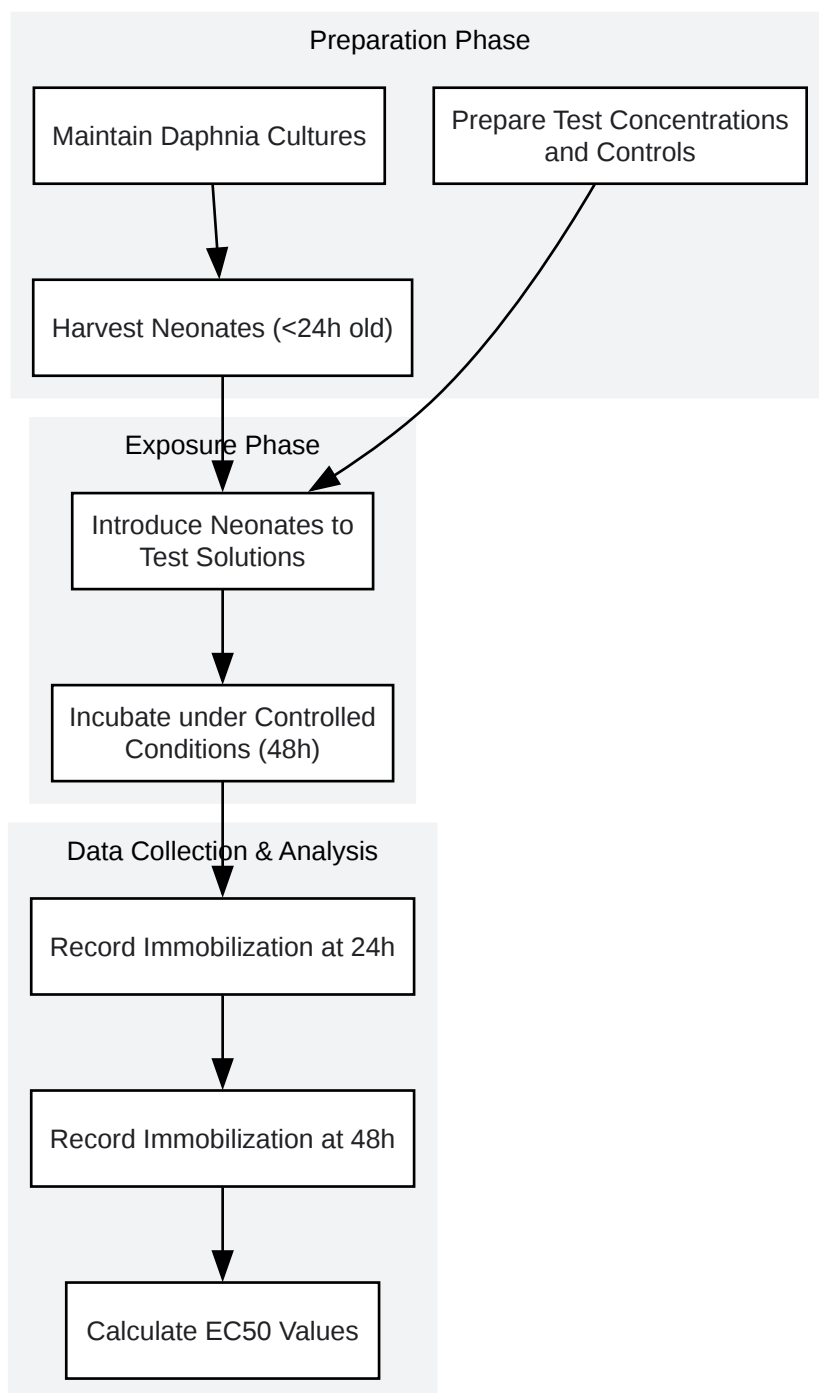 Preparation Phase
Maintain Daphnia Cultures
Prepare Test Concentrations
and Controls
Harvest Neonates (<24h old)
Exposure Phase
Introduce Neonates to
Test Solutions
Incubate under Controlled
Conditions (48h)
Data Collection & Analysis
Record Immobilization at 24h
Record Immobilization at 48h
Calculate EC50 Values